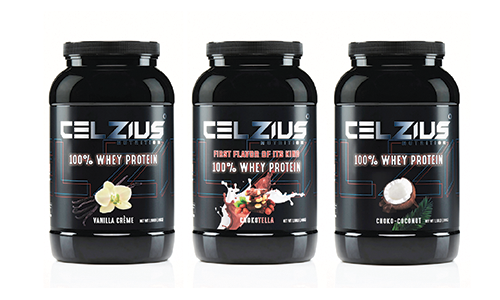 CELZIUS
NUTRITION
100% WHEY PROTEIN
VANILLA CRÈME
CELZIUS
NUTRITION
FIRST FLAVOR OF ITS KIND
100% WHEY PROTEIN
CHOKOTELLA
CELZIUS
NUTRITION
100% WHEY PROTEIN
CHOKO-COCONUT